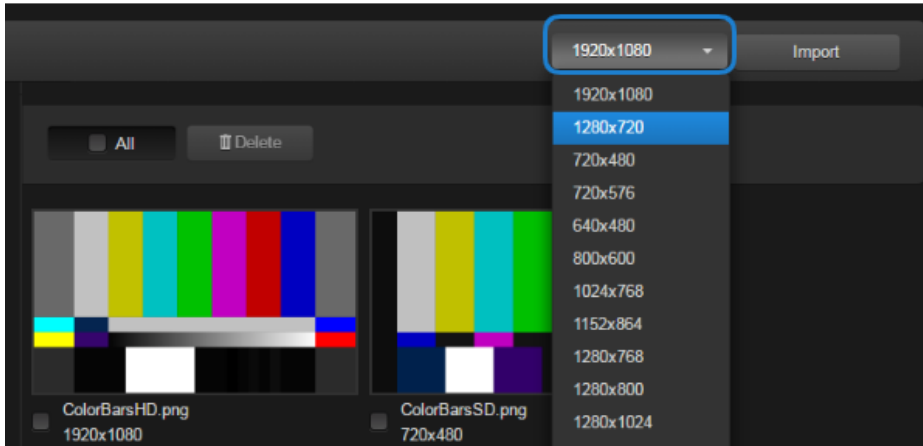 1920x1080
Import
1920x1080
1280x720
720x480
720x576
640x480
800x600
1024x768
1152x864
1280x768
1280x800
1280x1024
All
Delete
ColorBarsHD.png
1920x1080
ColorBarsSD.png
720x480